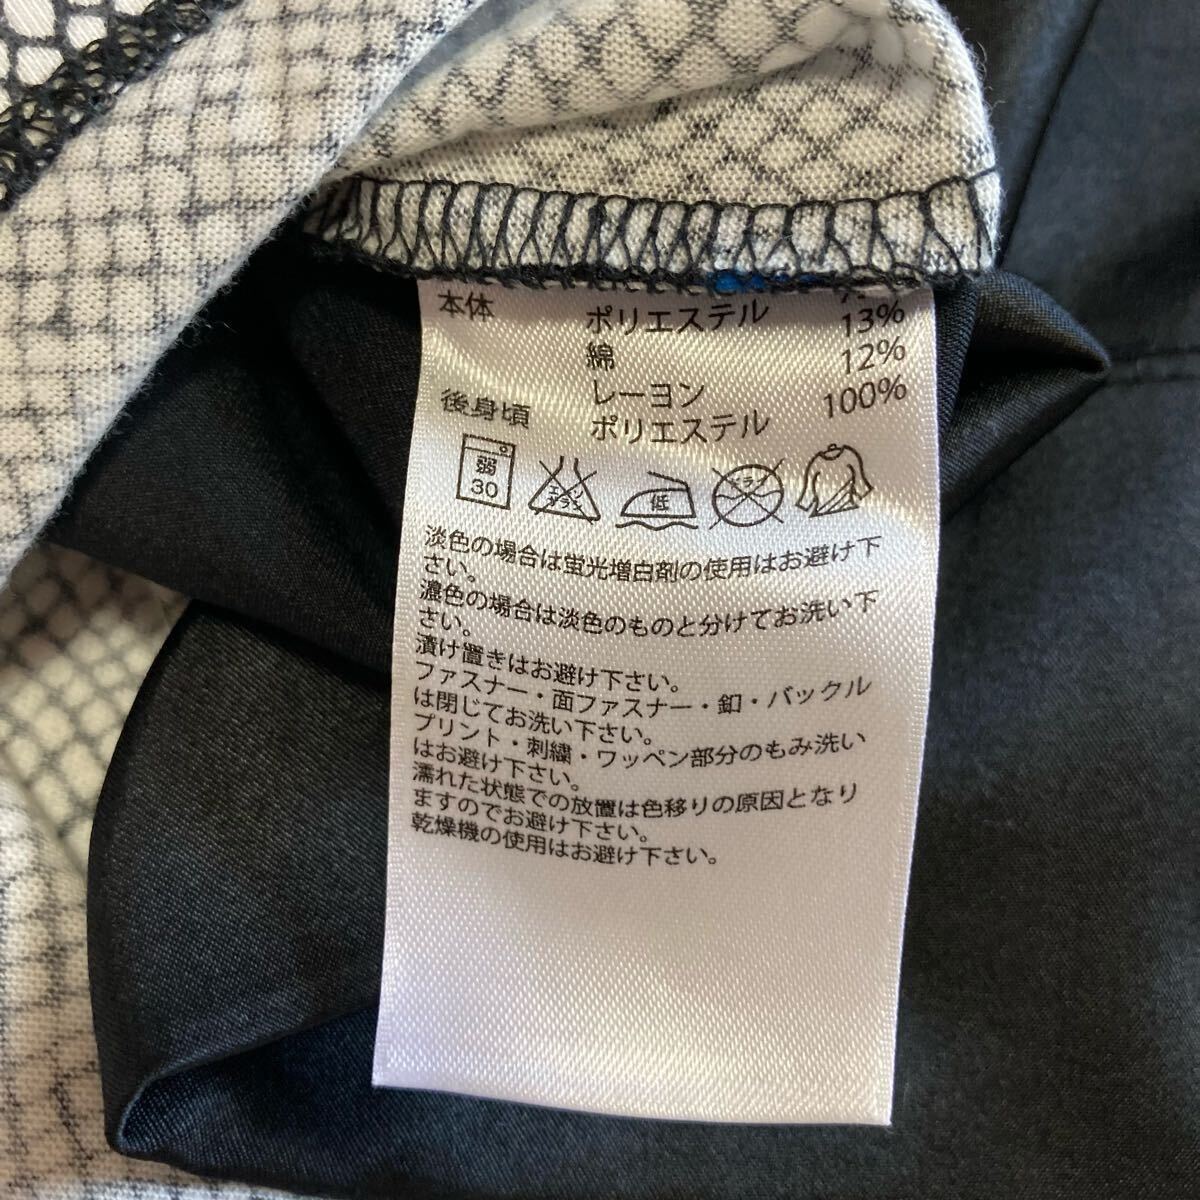 本体 ポリエステル
綿 13%
レーヨン 12%
後身頃 ポリエステル 100%
弱 30
エンソ サラシ
低
ドライ
淡色の場合は蛍光増白剤の使用はお避け下
さい。
濃色の場合は淡色のものと分けてお洗い下
さい。
漬け置きはお避け下さい。
ファスナー・面ファスナー・釦・バックル
は閉じてお洗い下さい。
プリント・刺繍・ワッペン部分のもみ洗い
はお避け下さい。
濡れた状態での放置は色移りの原因となり
ますのでお避け下さい。
乾燥機の使用はお避け下さい。